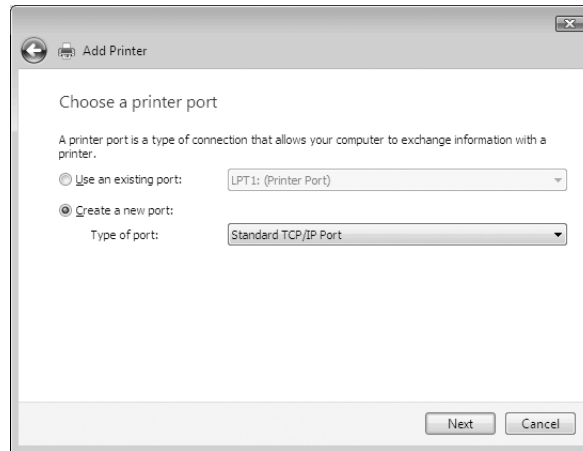 Add Printer
Choose a printer port
A printer port is a type of connection that allows your computer to exchange information with a
printer.
Use an existing port: LPT1: (Printer Port)
Create a new port:
Type of port: Standard TCP/IP Port
Next Cancel